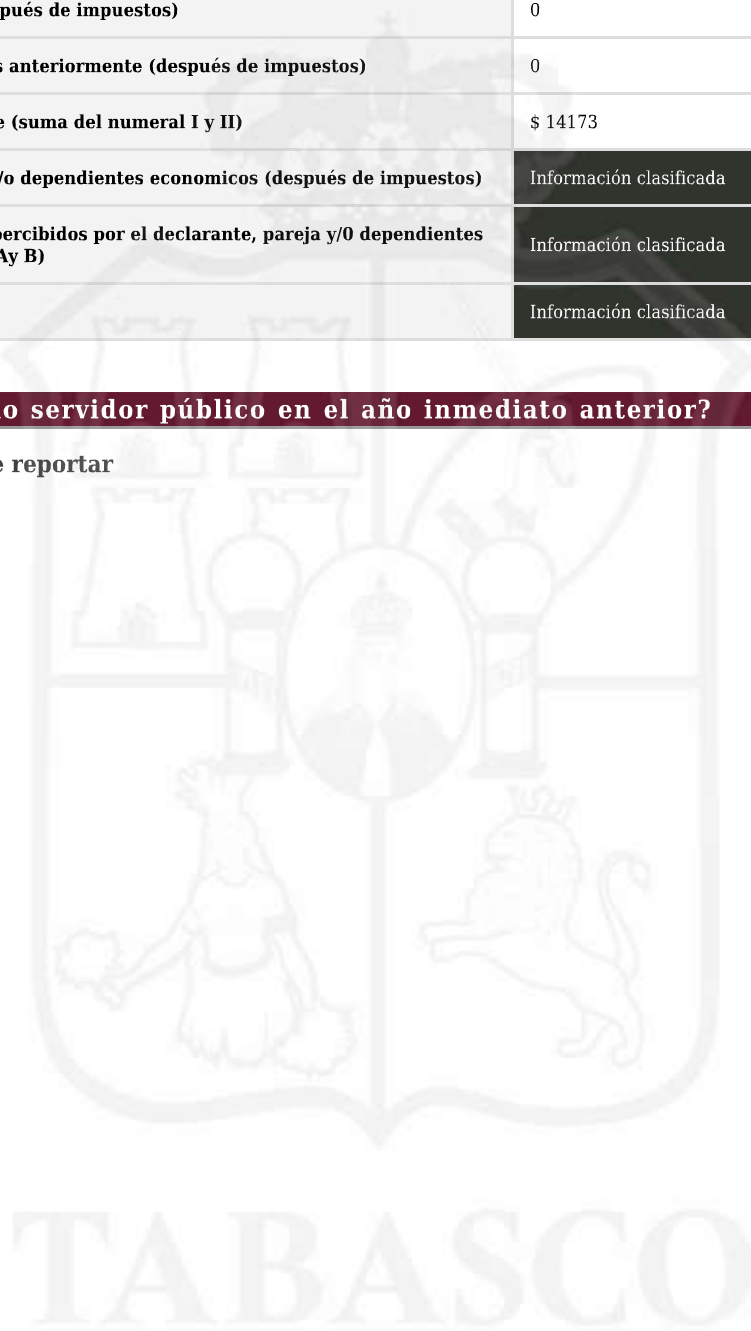 pués de impuestos)
0
s anteriormente (después de impuestos)
0
e (suma del numeral I y II)
$ 14173
/o dependientes economicos (después de impuestos)
Información clasificada
percibidos por el declarante, pareja y/0 dependientes
Información clasificada
Ay B)
Información clasificada
o servidor público en el año inmediato anterior?
e reportar
TABASCO